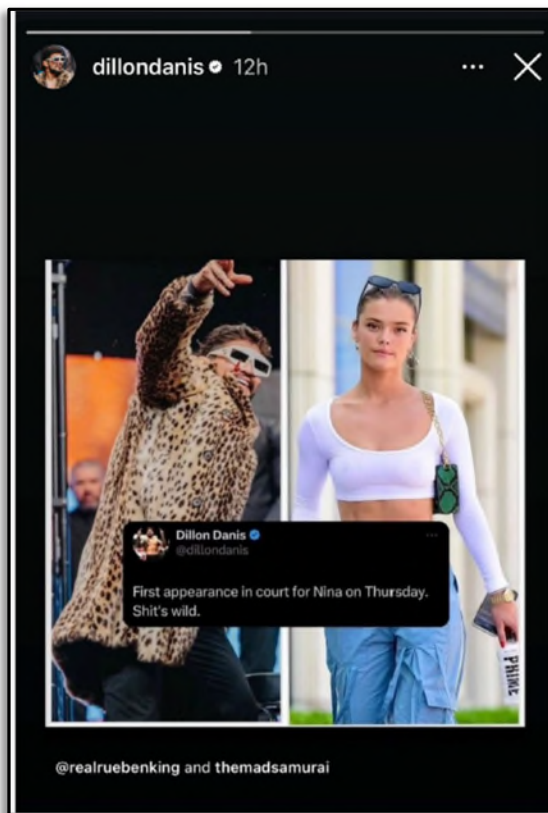 dillondanis 12h
Dillon Danis
@dillondanis
First appearance in court for Nina on Thursday.
Shit's wild.
PRIME
@realruebenking and themadsamurai